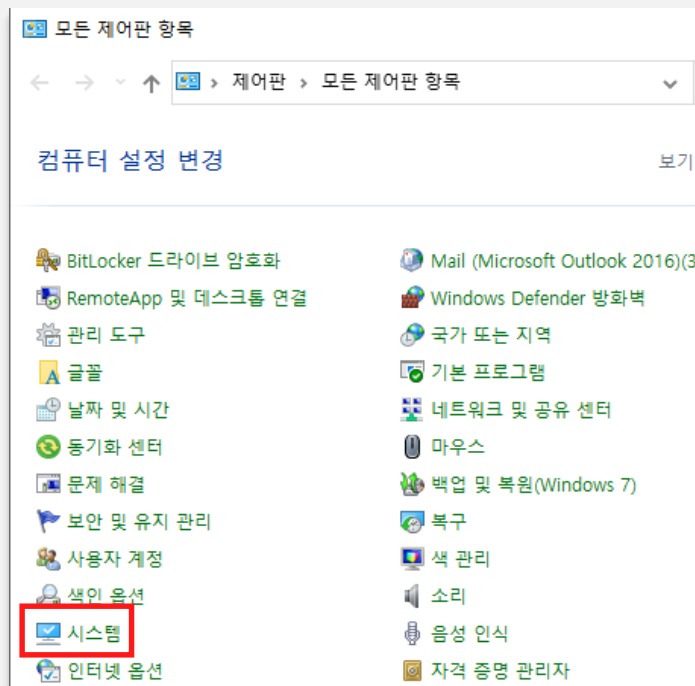 모든 제어판 항목
제어판 › 모든 제어판 항목
컴퓨터 설정 변경
보기
BitLocker 드라이브 암호화
Mail (Microsoft Outlook 2016)(3
RemoteApp 및 데스크톱 연결
Windows Defender 방화벽
관리 도구
국가 또는 지역
글꼴
기본 프로그램
날짜 및 시간
네트워크 및 공유 센터
동기화 센터
마우스
문제 해결
백업 및 복원(Windows 7)
보안 및 유지 관리
복구
사용자 계정
색 관리
색인 옵션
소리
시스템
음성 인식
인터넷 옵션
자격 증명 관리자